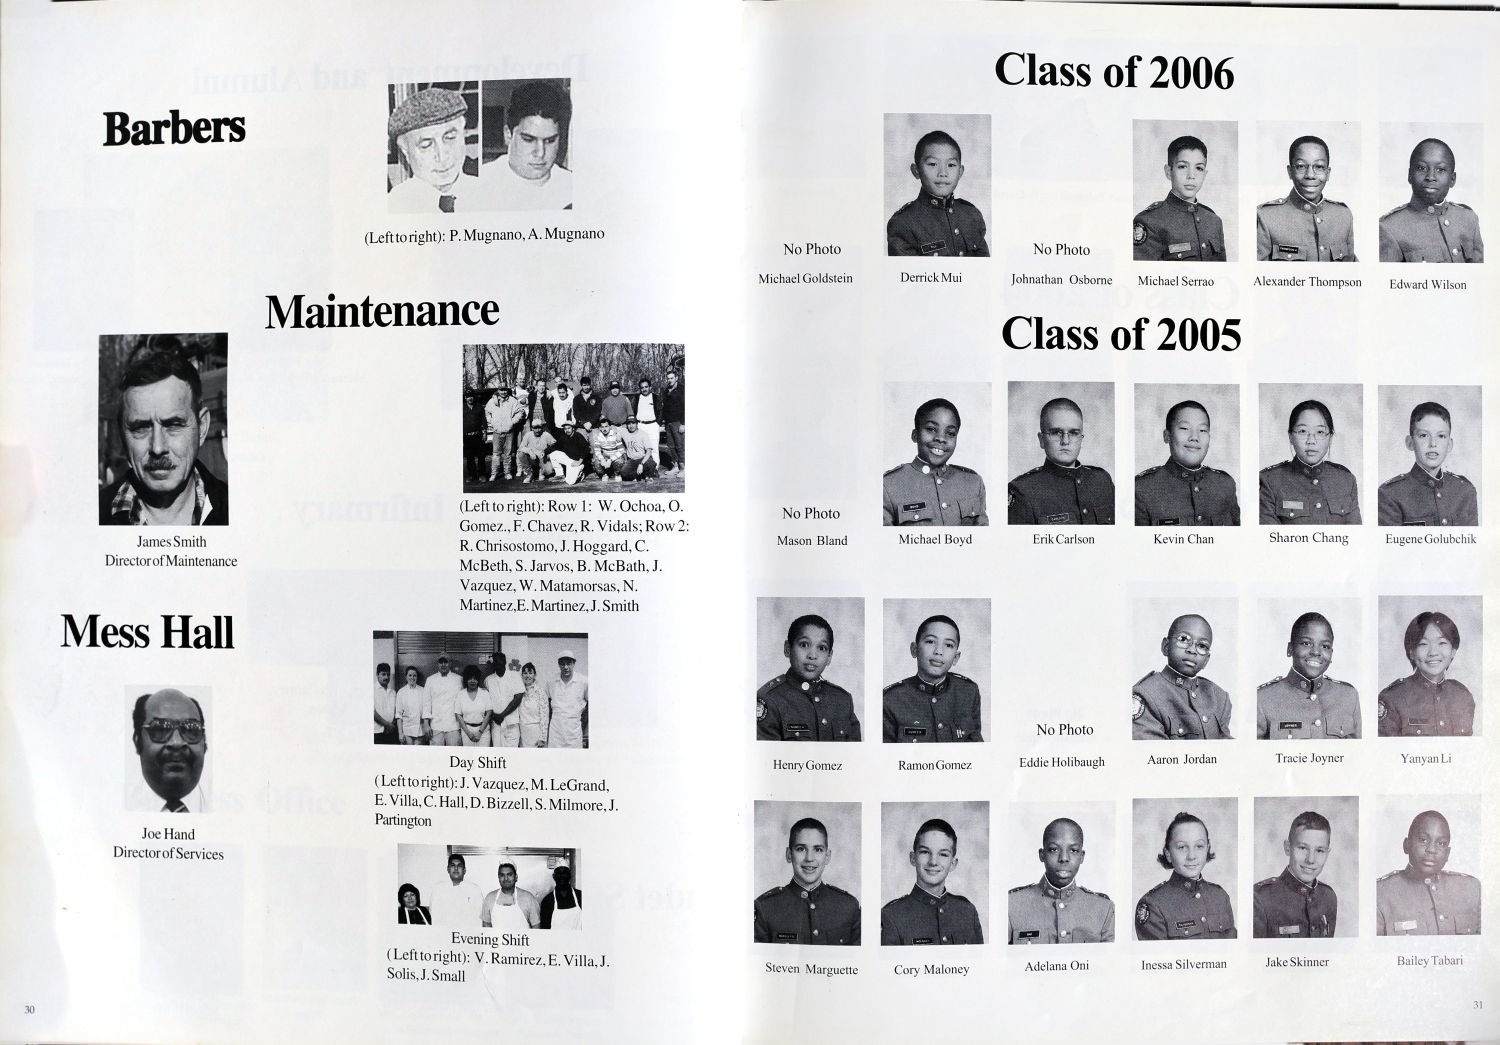 Barbers
(Left to right): P. Mugnano, A. Mugnano
Maintenance
James Smith
Director of Maintenance
(Left to right): Row 1: W. Ochoa, O.
Gomez., F. Chavez, R. Vidals; Row 2:
R. Chrisostomo, J. Hoggard, C.
McBeth, S. Jarvos, B. McBath, J.
Vazquez, W. Matamorsas, N.
Martinez,E. Martinez, J. Smith
Mess Hall
Joe Hand
Director of Services
Day Shift
(Left to right): J. Vazquez, M. LeGrand,
E. Villa, C. Hall, D. Bizzell, S. Milmore, J.
Partington
Evening Shift
(Left to right): V. Ramirez, E. Villa, J.
Solis, J. Small
30
Class of 2006
No Photo
Michael Goldstein
Derrick Mui
No Photo
Johnathan Osborne
Michael Serrao
Alexander Thompson
Edward Wilson
Class of 2005
No Photo
Mason Bland
Michael Boyd
Erik Carlson
Kevin Chan
Sharon Chang
Eugene Golubchik
Henry Gomez
Ramon Gomez
No Photo
Eddie Holibaugh
Aaron Jordan
Tracie Joyner
Yanyan Li
Steven Marguette
Cory Maloney
Adelana Oni
Inessa Silverman
Jake Skinner
Bailey Tabari
31